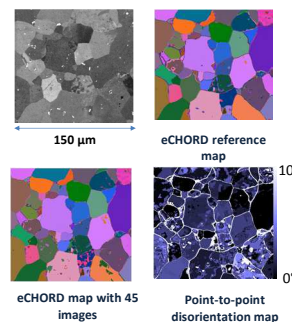 150 µm
eCHORD reference
map
10
0°
eCHORD map with 45
images
Point-to-point
disorientation map